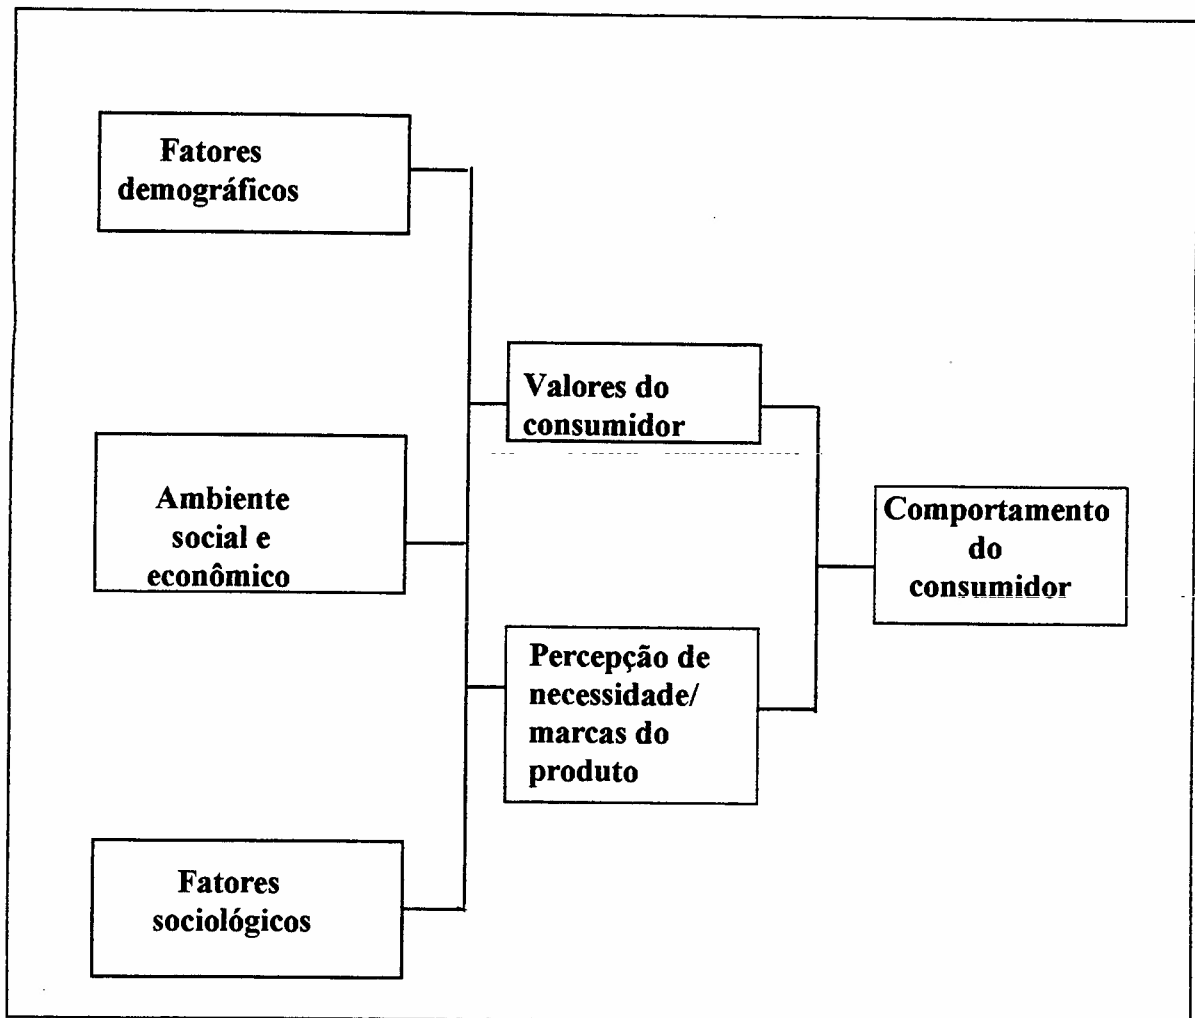 Fatores
demográficos
Valores do
consumidor
Ambiente
social e
econômico
Comportamento
do
consumidor
Percepção de
necessidade/
marcas do
produto
Fatores
sociológicos